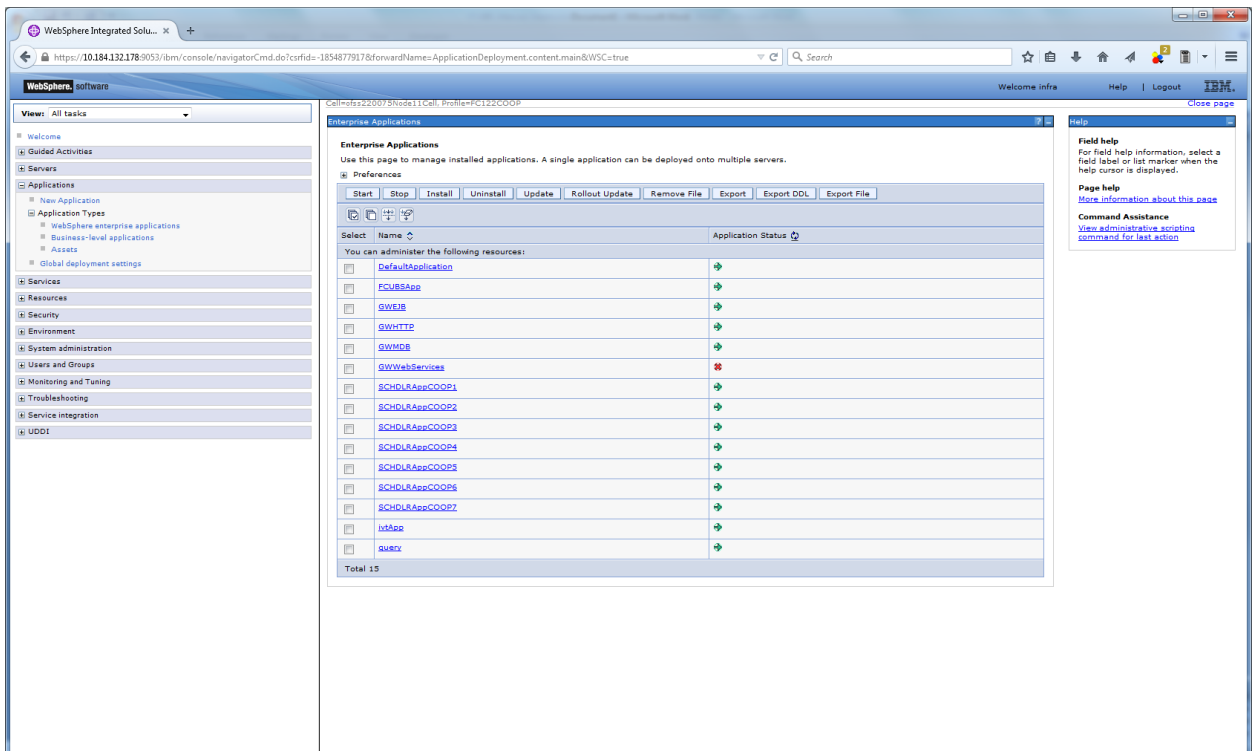 WebSphere Integrated Solu... × +
https://10.184.132.178:9053/ibm/console/navigatorCmd.do?csrfid=-1854877917&forwardName=ApplicationDeployment.content.main&WSC=true
Search
2
WebSphere. software
Welcome infra
Help | Logout
IBM.
View: All tasks
Welcome
Guided Activities
Servers
Applications
New Application
Application Types
WebSphere enterprise applications
Business-level applications
Assets
Global deployment settings
Services
Resources
Security
Environment
System administration
Users and Groups
Monitoring and Tuning
Troubleshooting
Service integration
UDDI
Cell=ofss220075Node11Cell, Profile=FC122COOP
Close page
Enterprise Applications
Enterprise Applications
Use this page to manage installed applications. A single application can be deployed onto multiple servers.
Preferences
Start Stop Install Uninstall Update Rollout Update Remove File Export Export DDL Export File
Select Name Application Status
You can administer the following resources:
DefaultApplication
FCUBSApp
GWEJB
GWHTTP
GWMDB
GWWebServices
SCHDLRAppCOOP1
SCHDLRAppCOOP2
SCHDLRAppCOOP3
SCHDLRAppCOOP4
SCHDLRAppCOOP5
SCHDLRAppCOOP6
SCHDLRAppCOOP7
ivtApp
query
Total 15
Help
Field help
For field help information, select a
field label or list marker when the
help cursor is displayed.
Page help
More information about this page
Command Assistance
View administrative scripting
command for last action